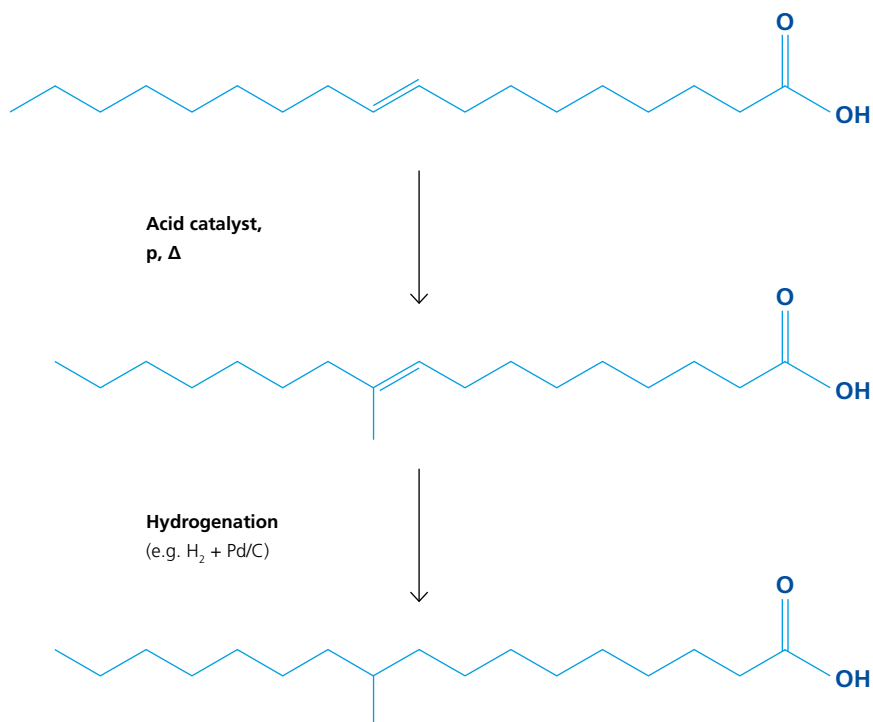 O
OH
Acid catalyst,
p, Δ
O
OH
Hydrogenation
(e.g. H₂ + Pd/C)
O
OH